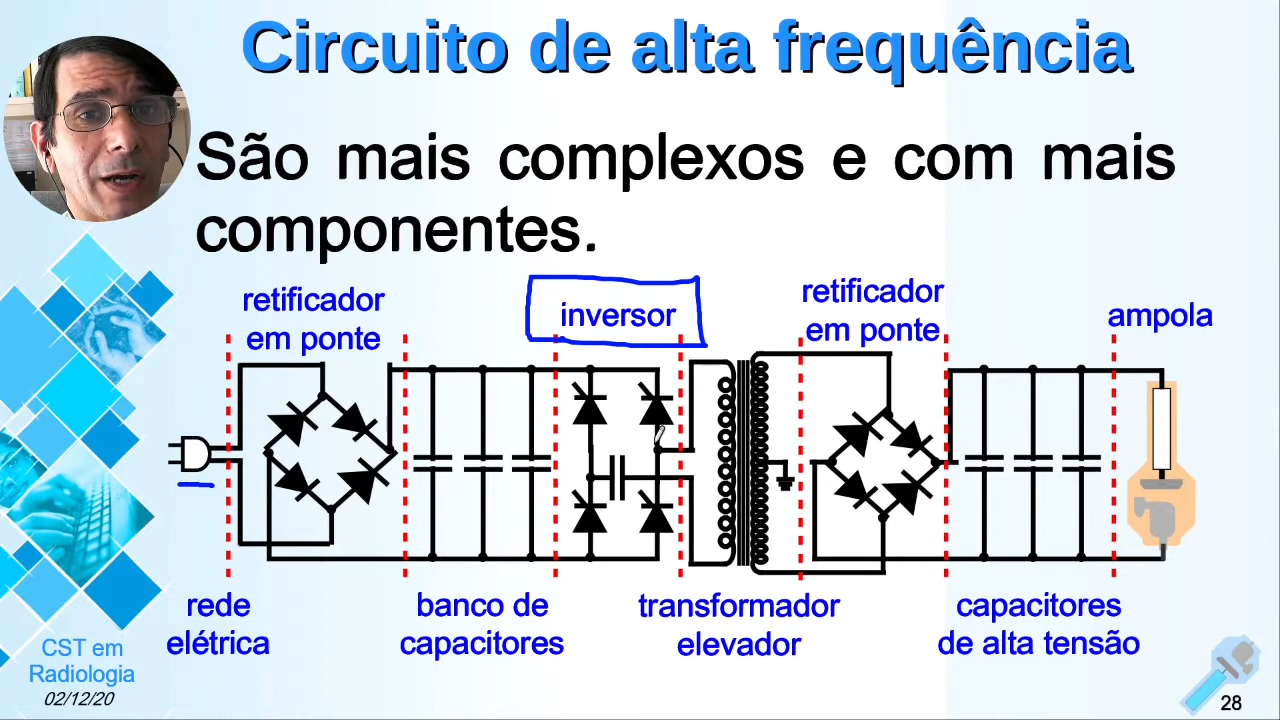 Circuito de alta frequência
São mais complexos e com mais
componentes.
retificador
em ponte
inversor
retificador
em ponte
ampola
rede
elétrica
banco de
capacitores
transformador
elevador
capacitores
de alta tensão
CST em
Radiologia
02/12/20
28